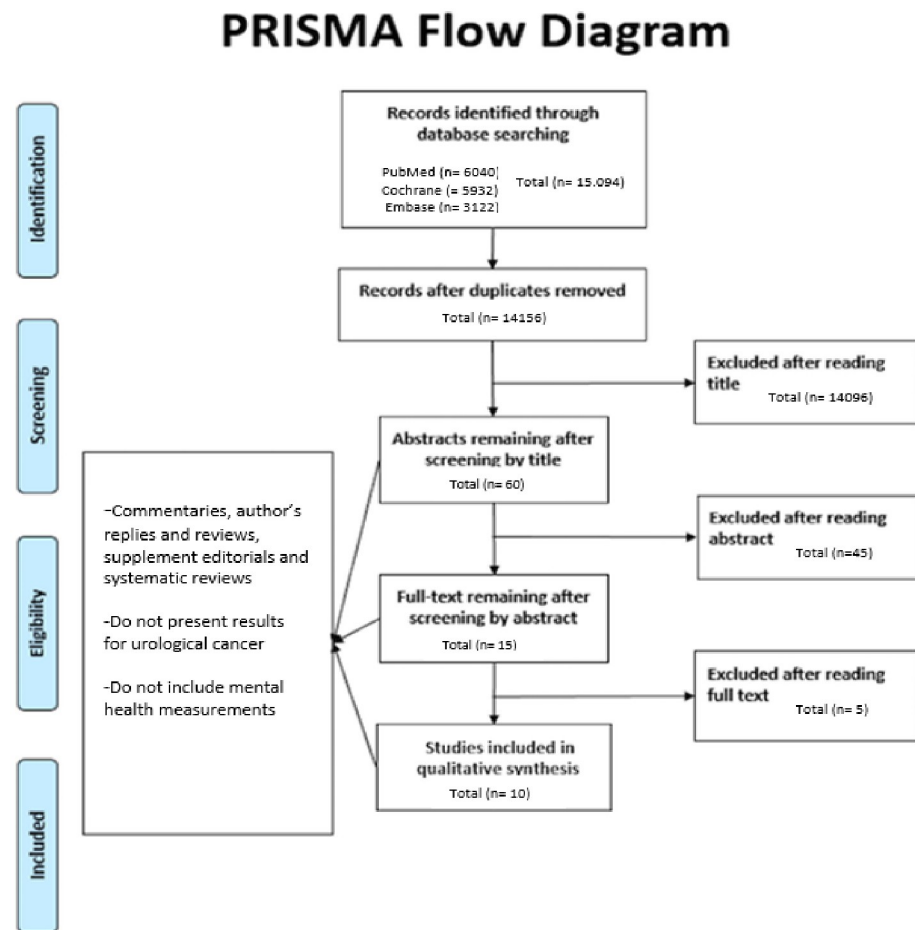 PRISMA Flow Diagram
Identification
Records identified through
database searching
PubMed (n= 6040)
Cochrane (= 5932)
Embase (n= 3122)
Total (n= 15.094)
Records after duplicates removed
Total (n= 14156)
Screening
Excluded after reading
title
Total (n= 14096)
Abstracts remaining after
screening by title
Total (n= 60)
-Commentaries, author's
replies and reviews,
supplement editorials and
systematic reviews
-Do not present results
for urological cancer
-Do not include mental
health measurements
Excluded after reading
abstract
Total (n=45)
Eligibility
Full-text remaining after
screening by abstract
Total (n= 15)
Excluded after reading
full text
Total (n= 5)
Studies included in
qualitative synthesis
Total (n= 10)
Included